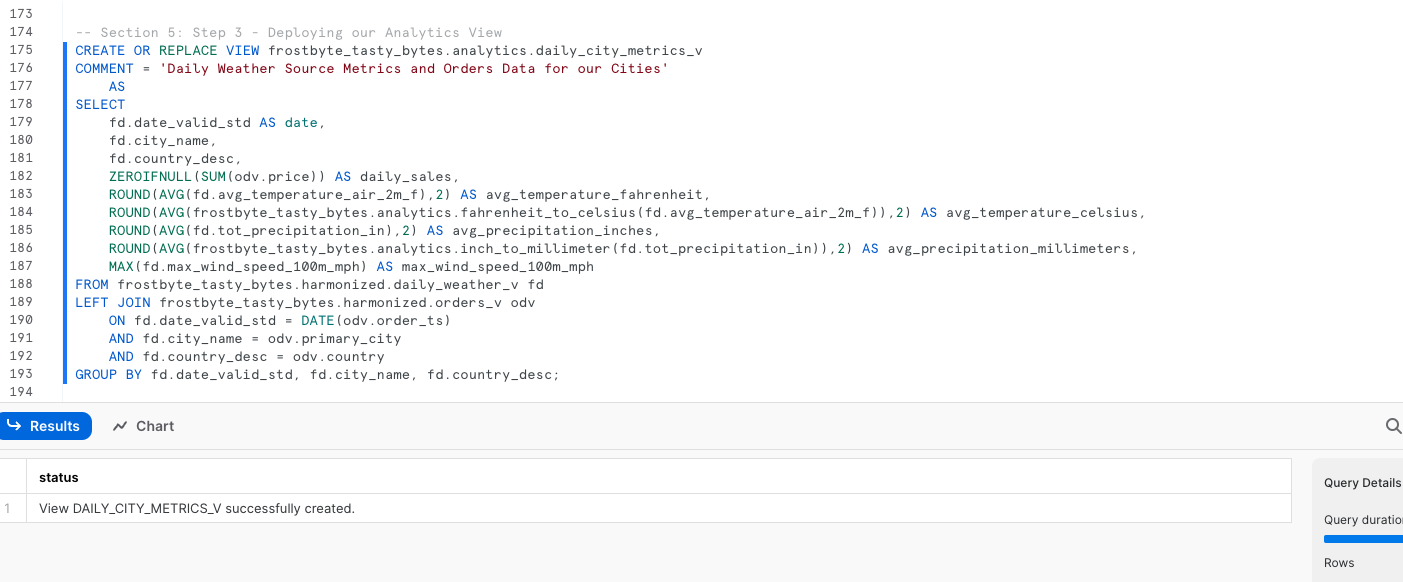 173
174 -- Section 5: Step 3 - Deploying our Analytics View
175 CREATE OR REPLACE VIEW frostbyte_tasty_bytes.analytics.daily_city_metrics_v
176 COMMENT = 'Daily Weather Source Metrics and Orders Data for our Cities'
177     AS
178 SELECT
179     fd.date_valid_std AS date,
180     fd.city_name,
181     fd.country_desc,
182     ZEROIFNULL(SUM(odv.price)) AS daily_sales,
183     ROUND(AVG(fd.avg_temperature_air_2m_f),2) AS avg_temperature_fahrenheit,
184     ROUND(AVG(frostbyte_tasty_bytes.analytics.fahrenheit_to_celsius(fd.avg_temperature_air_2m_f)),2) AS avg_temperature_celsius,
185     ROUND(AVG(fd.tot_precipitation_in),2) AS avg_precipitation_inches,
186     ROUND(AVG(frostbyte_tasty_bytes.analytics.inch_to_millimeter(fd.tot_precipitation_in)),2) AS avg_precipitation_millimeters,
187     MAX(fd.max_wind_speed_100m_mph) AS max_wind_speed_100m_mph
188 FROM frostbyte_tasty_bytes.harmonized.daily_weather_v fd
189 LEFT JOIN frostbyte_tasty_bytes.harmonized.orders_v odv
190     ON fd.date_valid_std = DATE(odv.order_ts)
191     AND fd.city_name = odv.primary_city
192     AND fd.country_desc = odv.country
193 GROUP BY fd.date_valid_std, fd.city_name, fd.country_desc;
194
Results Chart
status
1 View DAILY_CITY_METRICS_V successfully created.
Query Details
Query duratio
Rows